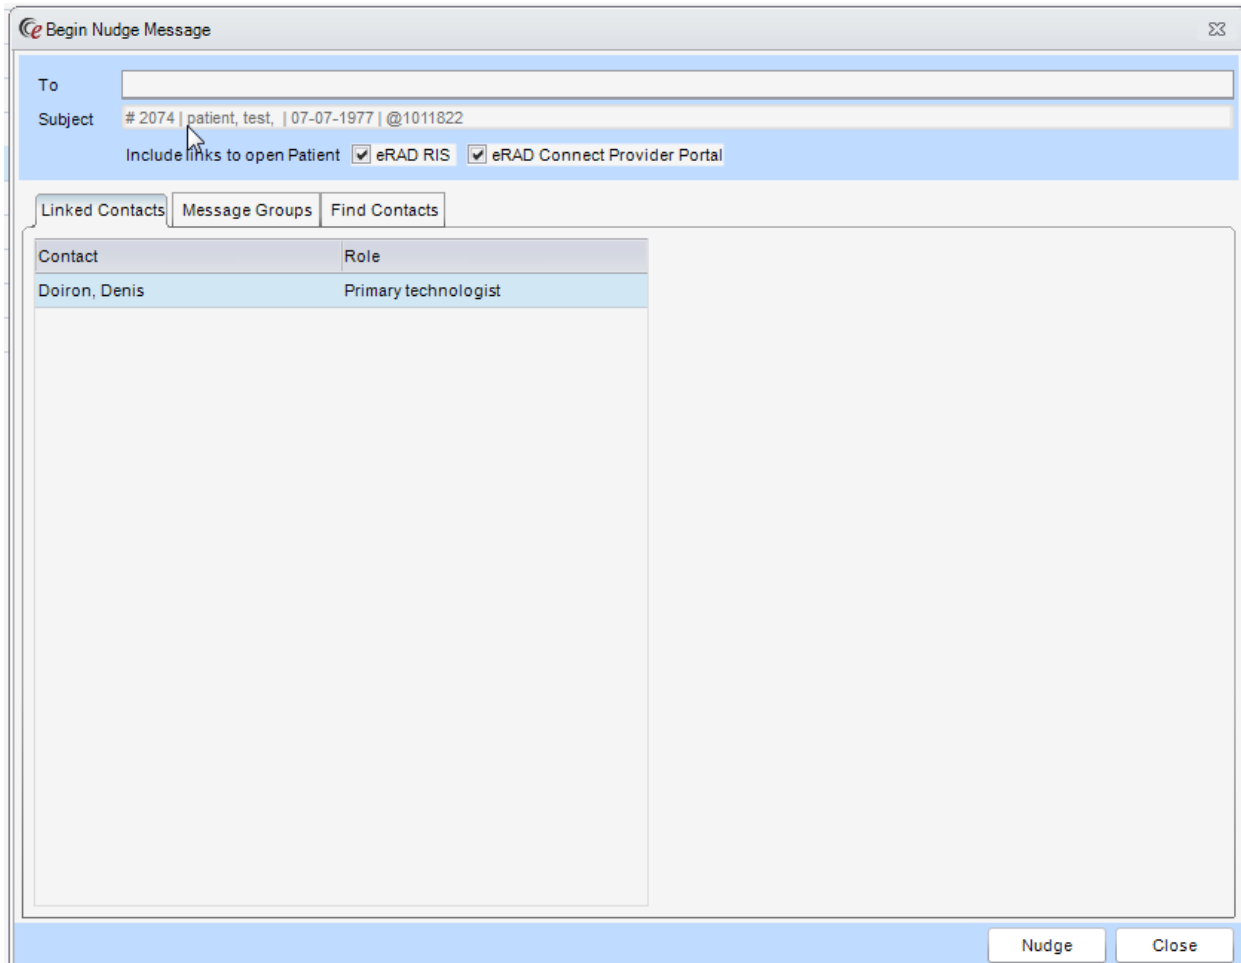 Begin Nudge Message
To
Subject # 2074 | patient, test, | 07-07-1977 | @1011822
Include links to open Patient eRAD RIS eRAD Connect Provider Portal
Linked Contacts Message Groups Find Contacts
Contact Role
Doiron, Denis Primary technologist
Nudge Close